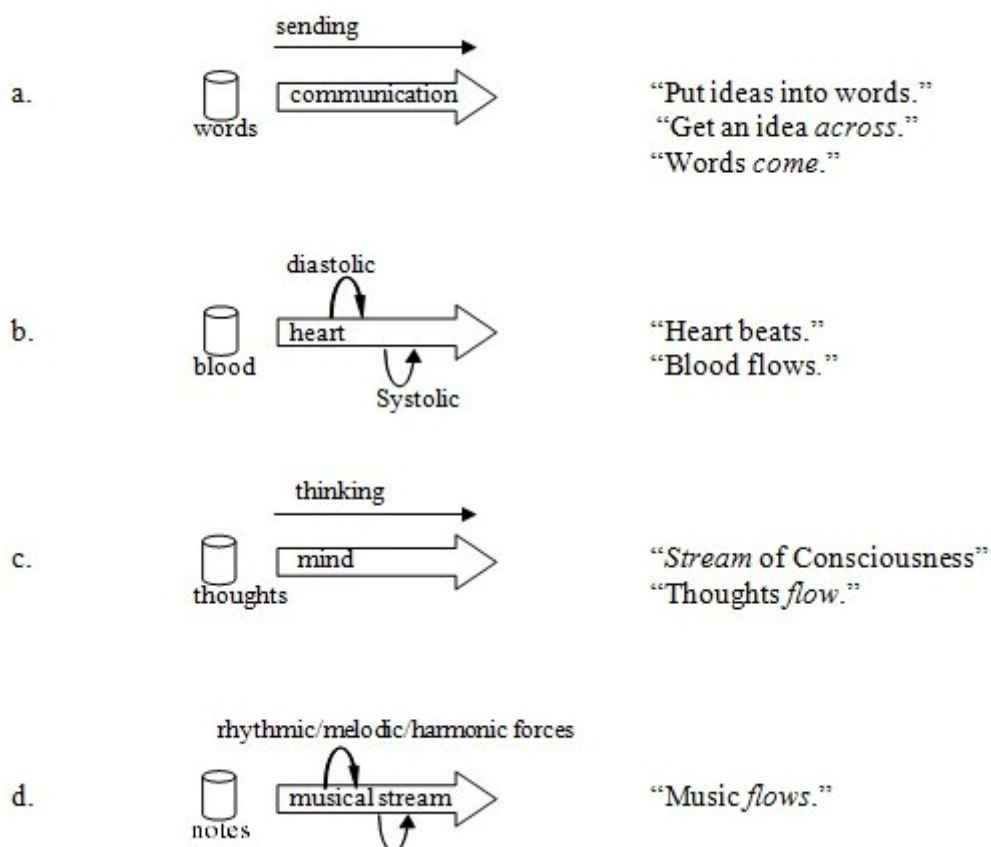 sending
a.
communication
words
“Put ideas into words.”
“Get an idea across.”
“Words come.”
diastolic
b.
heart
blood
Systolic
“Heart beats.”
“Blood flows.”
thinking
c.
mind
thoughts
“Stream of Consciousness”
“Thoughts flow.”
rhythmic/melodic/harmonic forces
d.
musical stream
notes
“Music flows.”